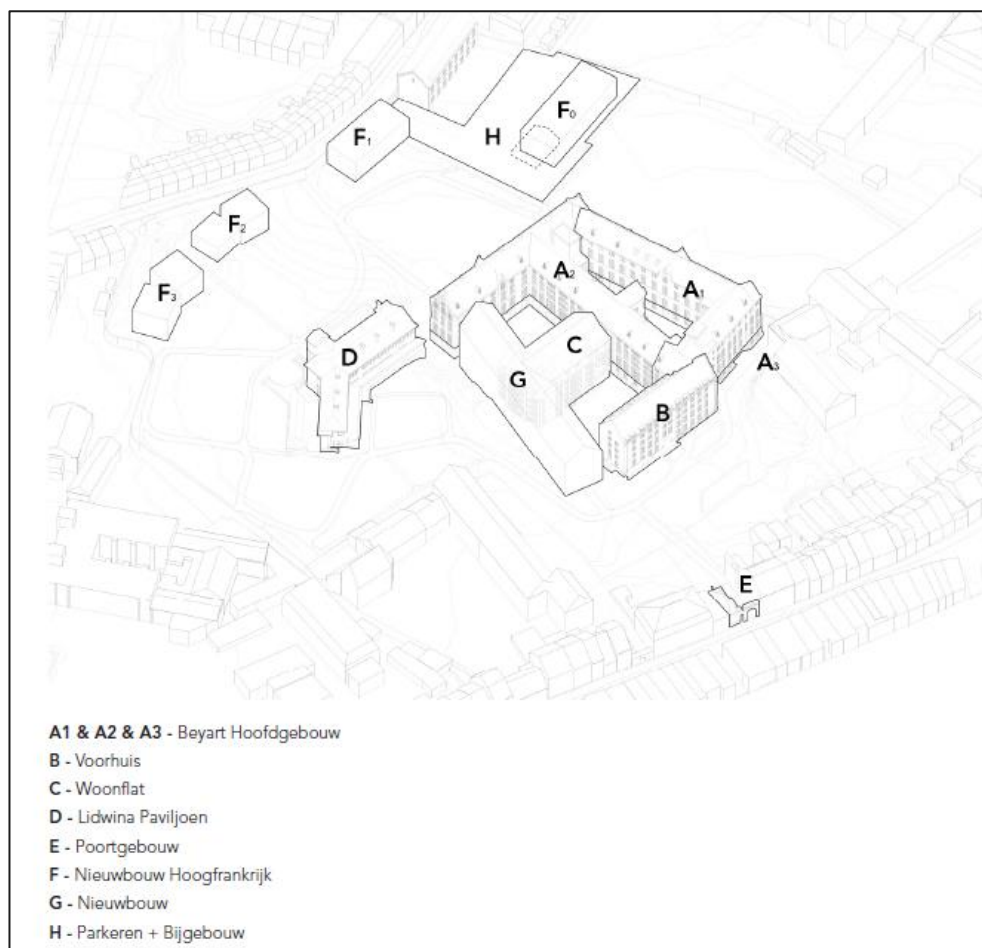 F0
F1
H
F2
A2
A1
F3
C
A3
D
G
B
E
A1 & A2 & A3 - Beyart Hoofdgebouw
B - Voorhuis
C - Woonflat
D - Lidwina Paviljoen
E - Poortgebouw
F - Nieuwbouw Hoogfrankrijk
G - Nieuwbouw
H - Parkeren + Bijgebouw